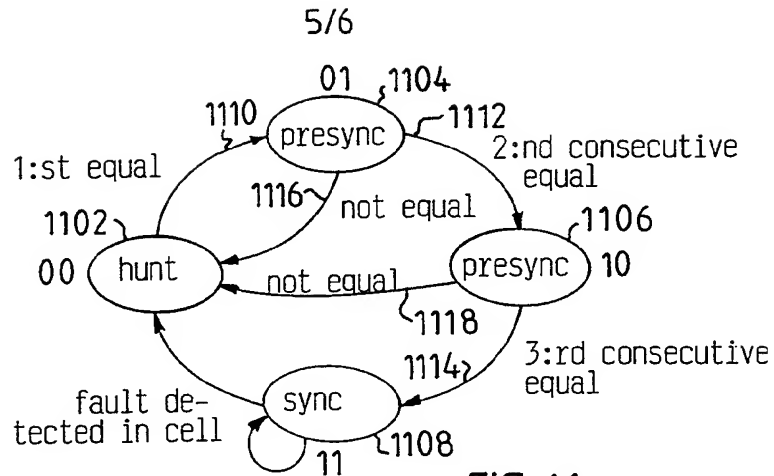 5/6
01
1104
1110
presync
1112
1:st equal
2:nd consecutive
equal
1116
not equal
1102
1106
00
hunt
presync
10
not equal
1118
3:rd consecutive
equal
1114
fault de-
tected in cell
sync
1108
11